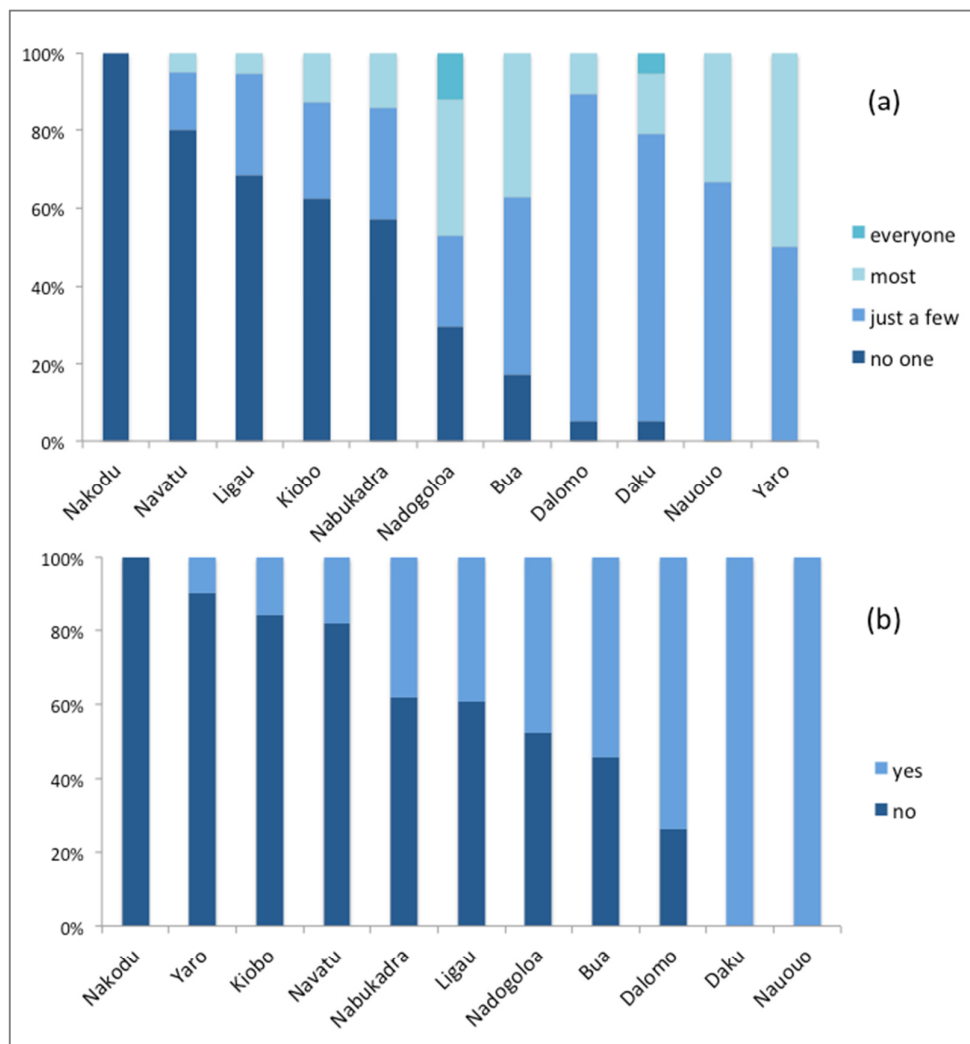 100%
80%
60%
40%
20%
0%
(a)
everyone
most
just a few
no one
Nakodu
Navatu
Ligau
Kiobo
Nabukadra
Nadogoloa
Bua
Dalomo
Daku
Nauouo
Yaro
100%
80%
60%
40%
20%
0%
(b)
yes
no
Nakodu
Yaro
Kiobo
Navatu
Nabukadra
Ligau
Nadogoloa
Bua
Dalomo
Daku
Nauouo